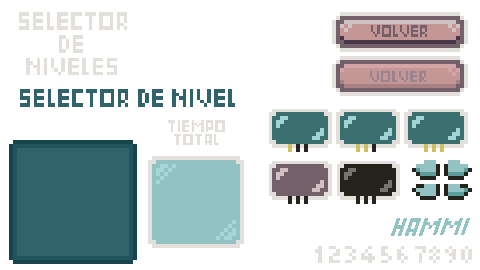 SELECTOR
DE
NIVELES
VOLVER
VOLVER
SELECTOR DE NIVEL
TIEMPO
TOTAL
HAMMI
1234567890